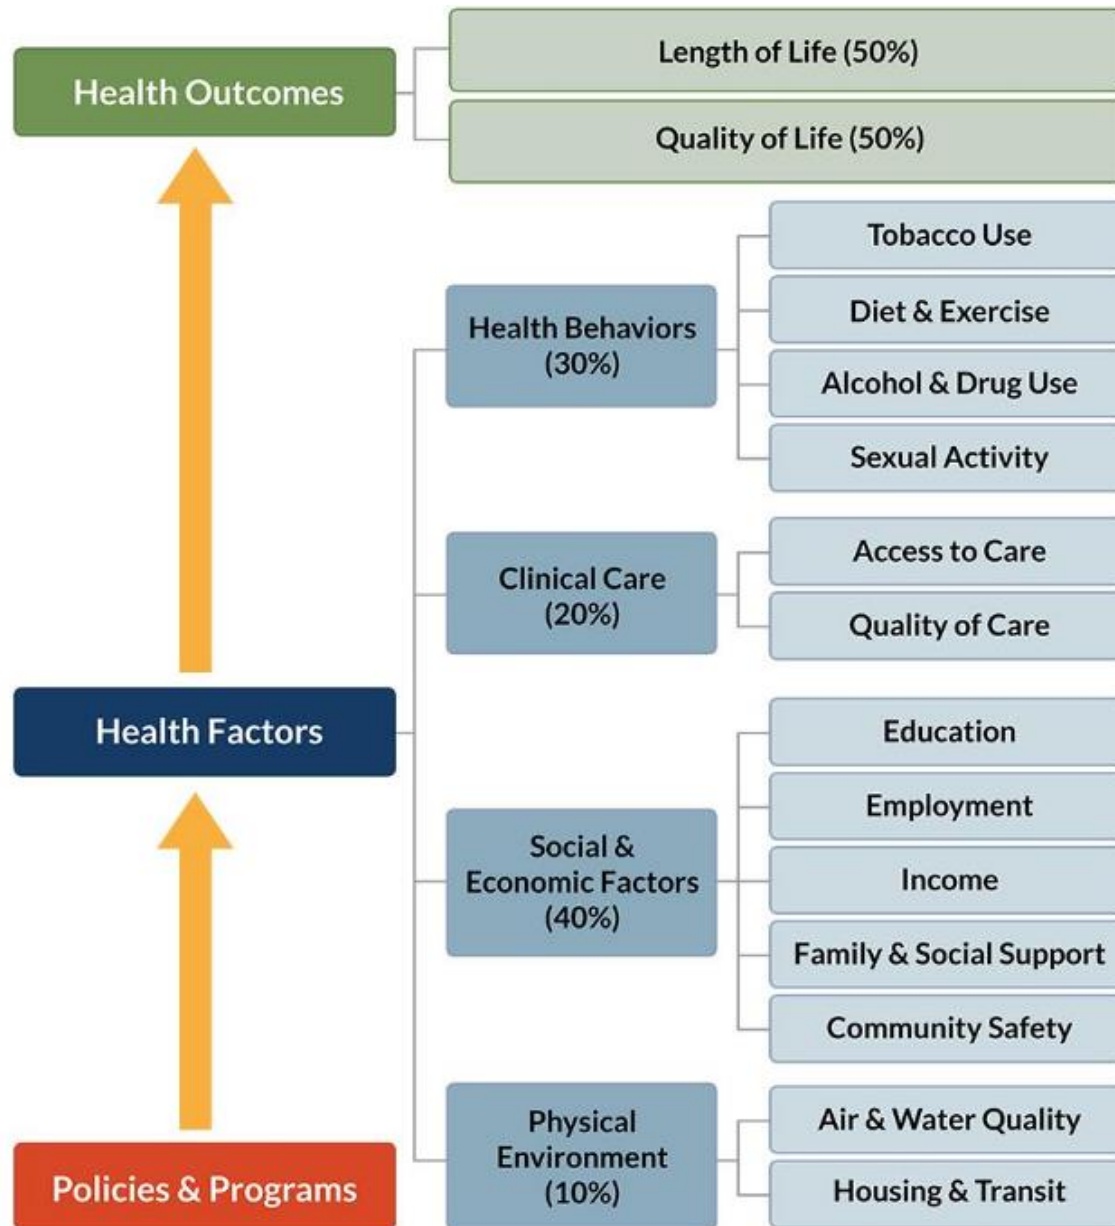 Health Outcomes
Length of Life (50%)
Quality of Life (50%)
Health Factors
Health Behaviors
(30%)
Tobacco Use
Diet & Exercise
Alcohol & Drug Use
Sexual Activity
Clinical Care
(20%)
Access to Care
Quality of Care
Social &
Economic Factors
(40%)
Education
Employment
Income
Family & Social Support
Community Safety
Physical
Environment
(10%)
Air & Water Quality
Housing & Transit
Policies & Programs